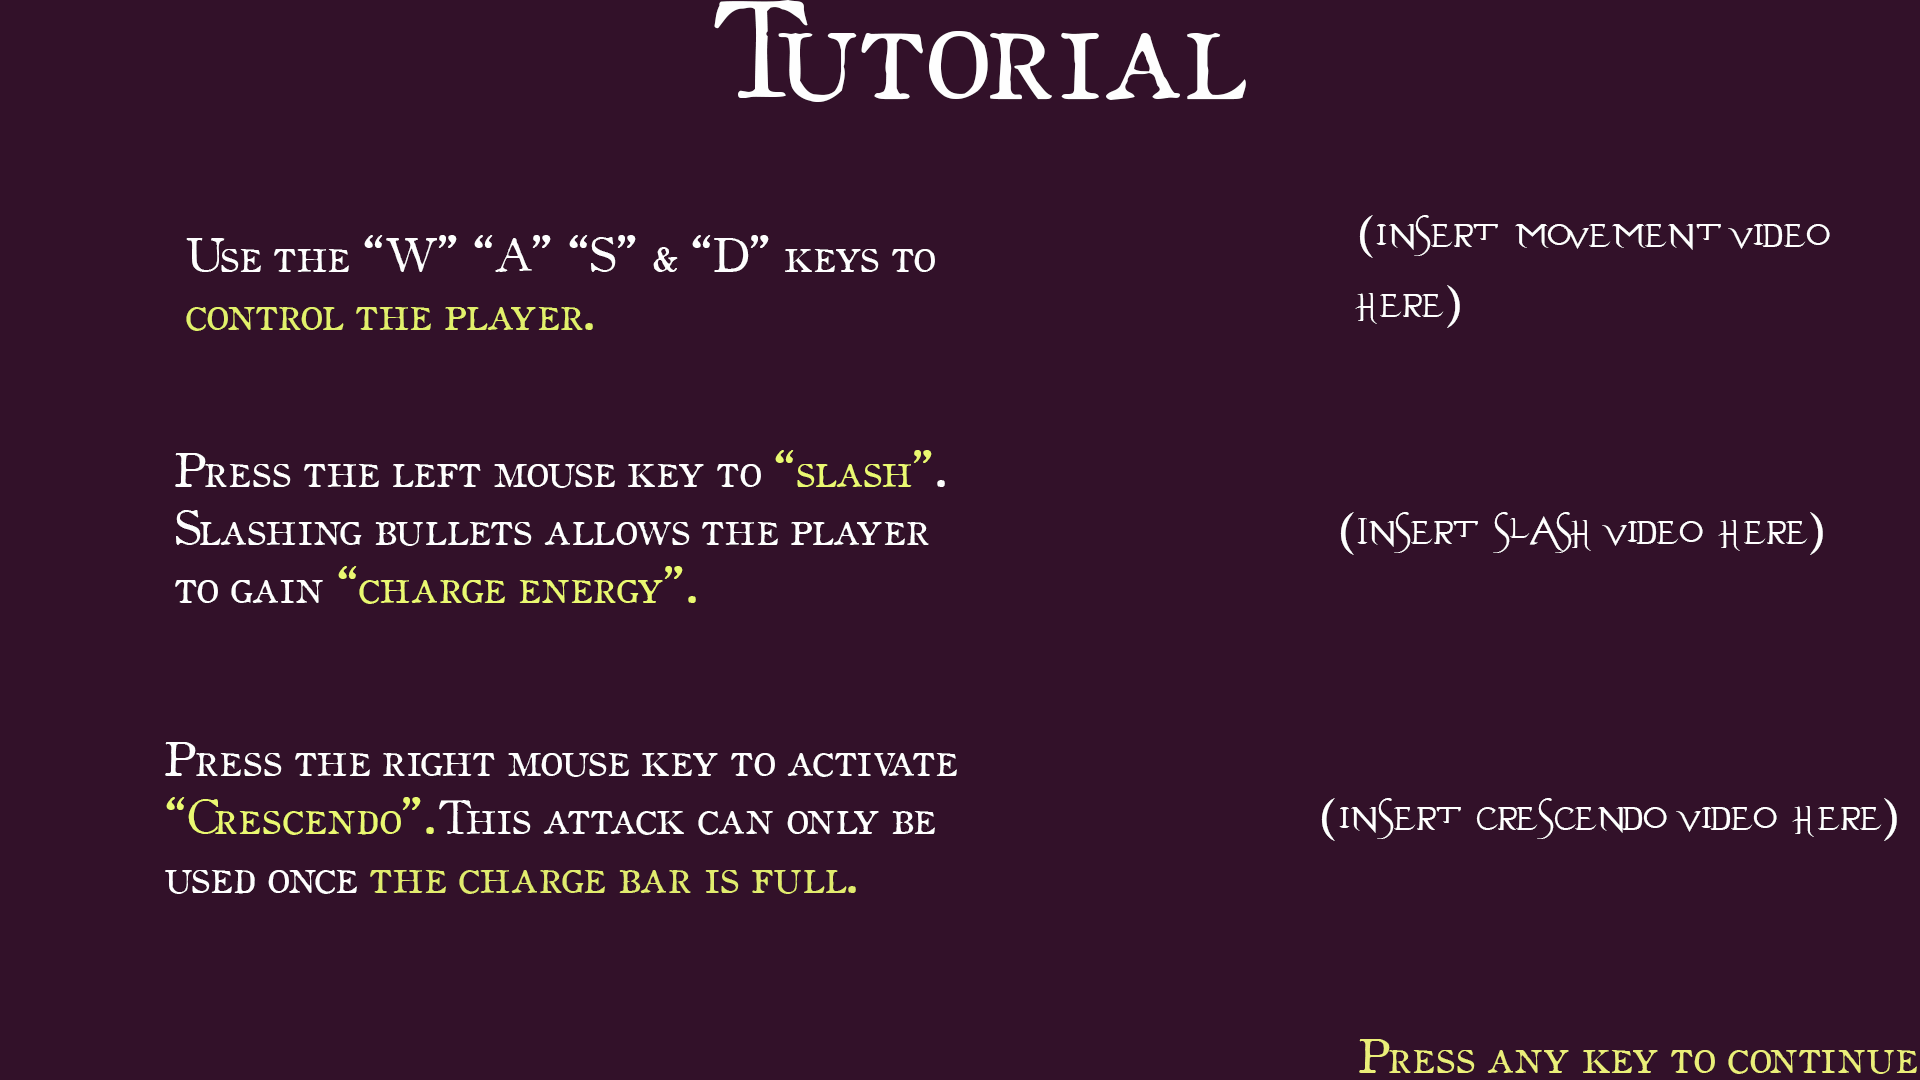 Tutorial
Use the “W” “A” “S” & “D” keys to
control the player.
(insert movement video
here)
Press the left mouse key to “slash”.
Slashing bullets allows the player
to gain “charge energy”.
(Insert Slash video here)
Press the right mouse key to activate
“Crescendo”. This attack can only be
used once the charge bar is full.
(insert crescendo video here)
Press any key to continue